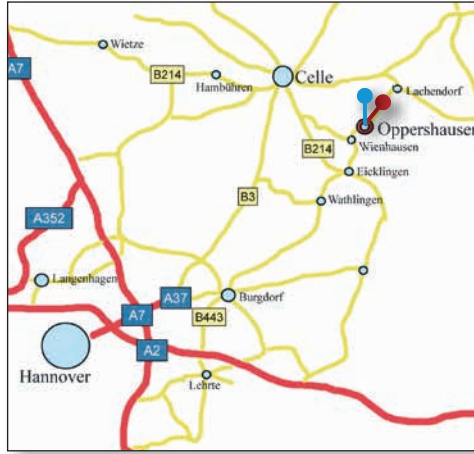 Wietze
A7
B214
Celle
Hambühren
Lachendorf
Oppershausen
B214
Wienhausen
Eicklingen
B3
Wathlingen
A352
Langenhagen
A37
Burgdorf
A7
B443
A2
Hannover
Lehrte